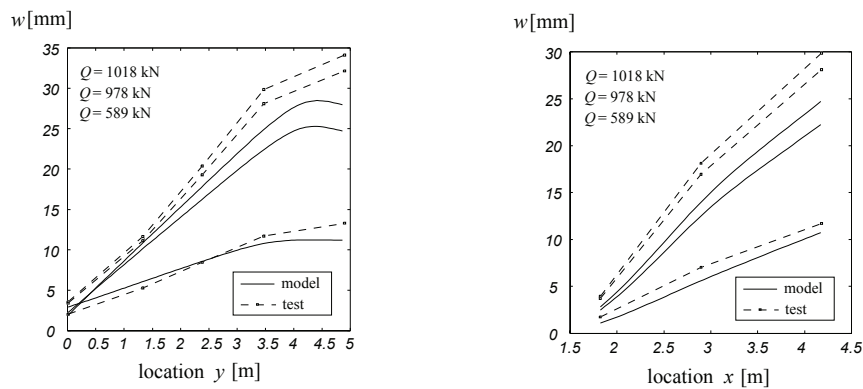 w [mm]
35
30
25
20
15
10
5
0
Q = 1018 kN
Q = 978 kN
Q = 589 kN
model
test
0 0.5 1 1.5 2 2.5 3 3.5 4 4.5 5
location y [m]
w [mm]
30
25
20
15
10
5
0
Q = 1018 kN
Q = 978 kN
Q = 589 kN
model
test
1.5 2 2.5 3 3.5 4 4.5
location x [m]